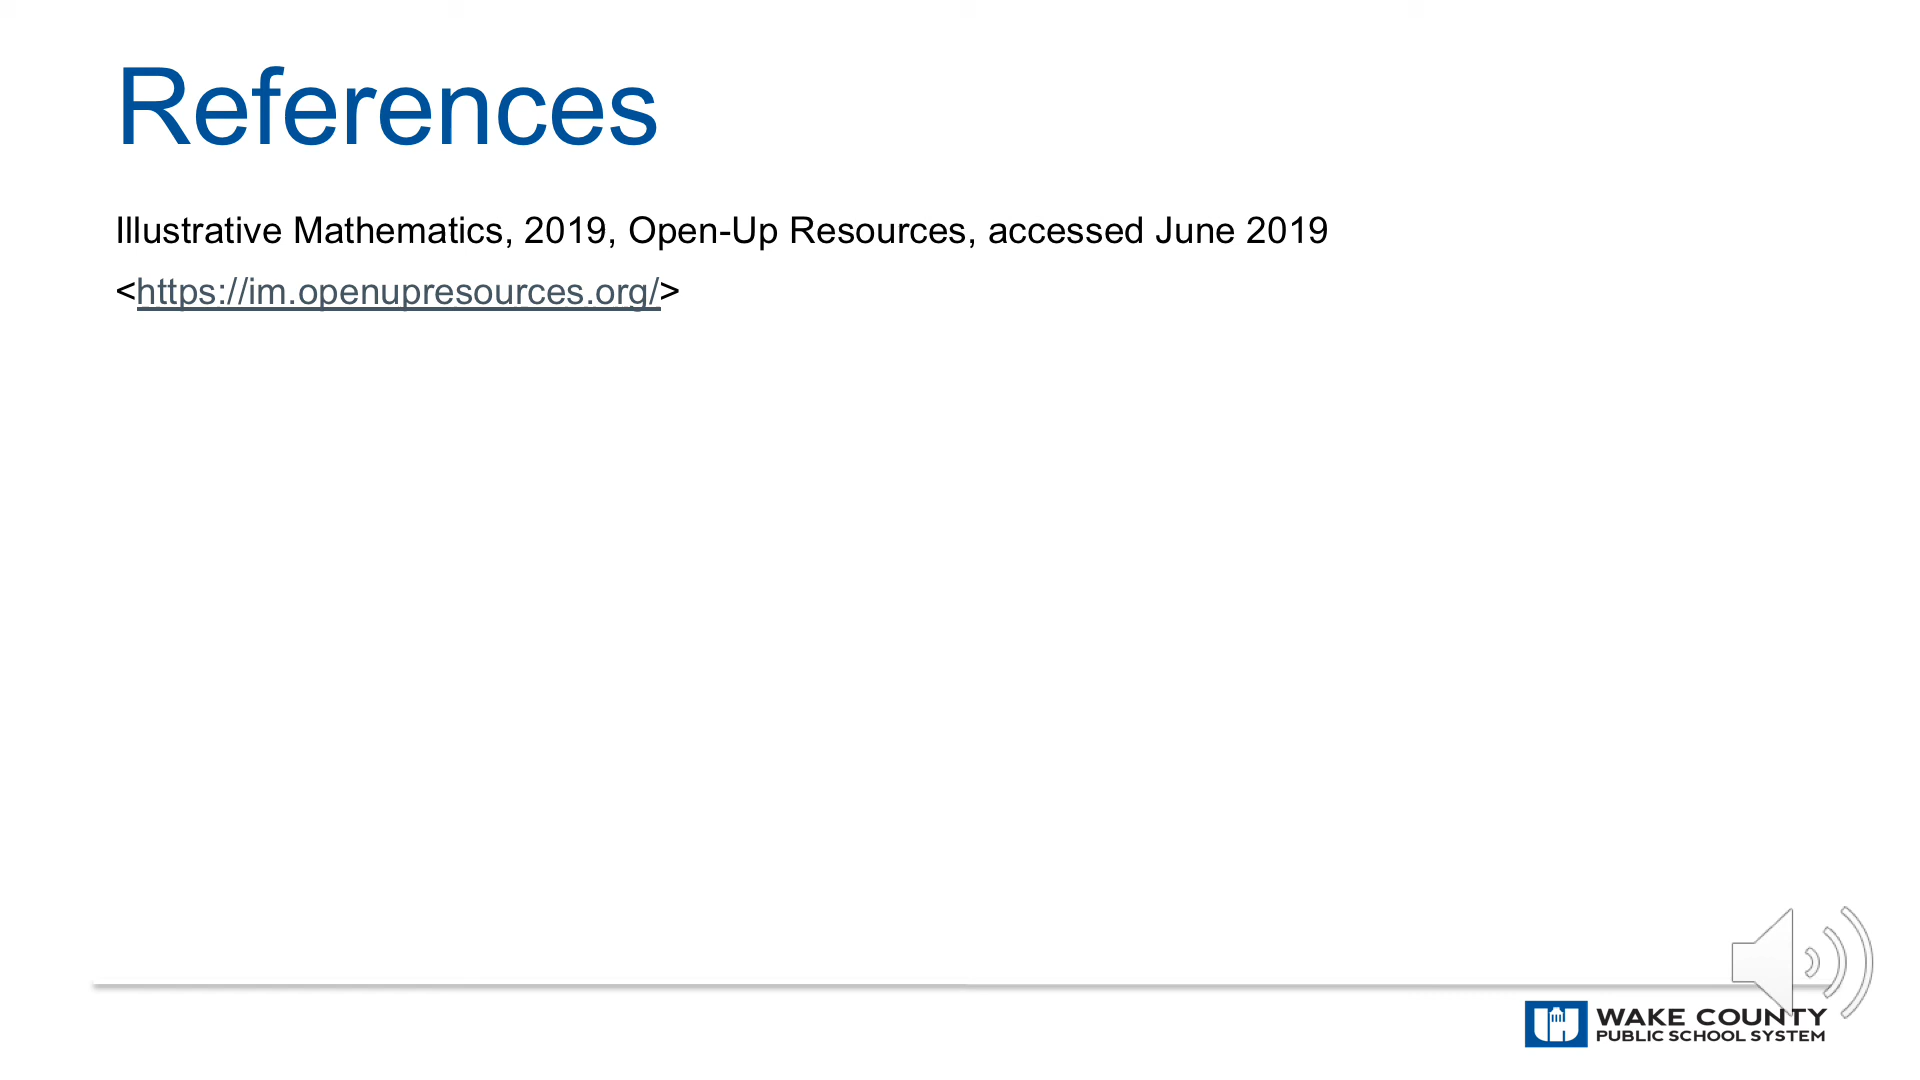 References
Illustrative Mathematics, 2019, Open-Up Resources, accessed June 2019
<https://im.openupresources.org/>
WAKE COUNTY
PUBLIC SCHOOL SYSTEM